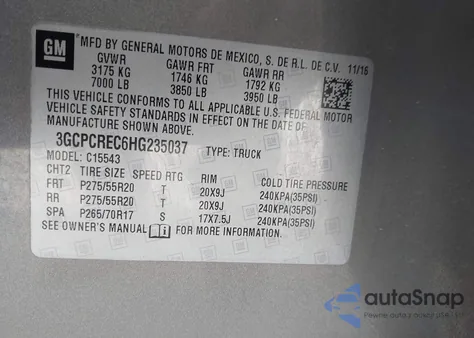 GM MFD BY GENERAL MOTORS DE MEXICO, S. DE R.L. DE C.V. 11/16
GVWR GAWR FRT GAWR RR
3175 KG 1746 KG 1792 KG
7000 LB 3850 LB 3950 LB
THIS VEHICLE CONFORMS TO ALL APPLICABLE U.S. FEDERAL MOTOR
VEHICLE SAFETY STANDARDS IN EFFECT ON THE DATE OF
MANUFACTURE SHOWN ABOVE.
3GCPCREC6HG235037 TYPE: TRUCK
MODEL: C15543
CHT2 TIRE SIZE SPEED RTG RIM COLD TIRE PRESSURE
FRT P275/55R20 T 20X9J 240KPA(35PSI)
RR P275/55R20 T 20X9J 240KPA(35PSI)
SPA P265/70R17 S 17X7.5J 240KPA(35PSI)
SEE OWNER'S MANUAL FOR MORE INFORMATION.
autaSnap